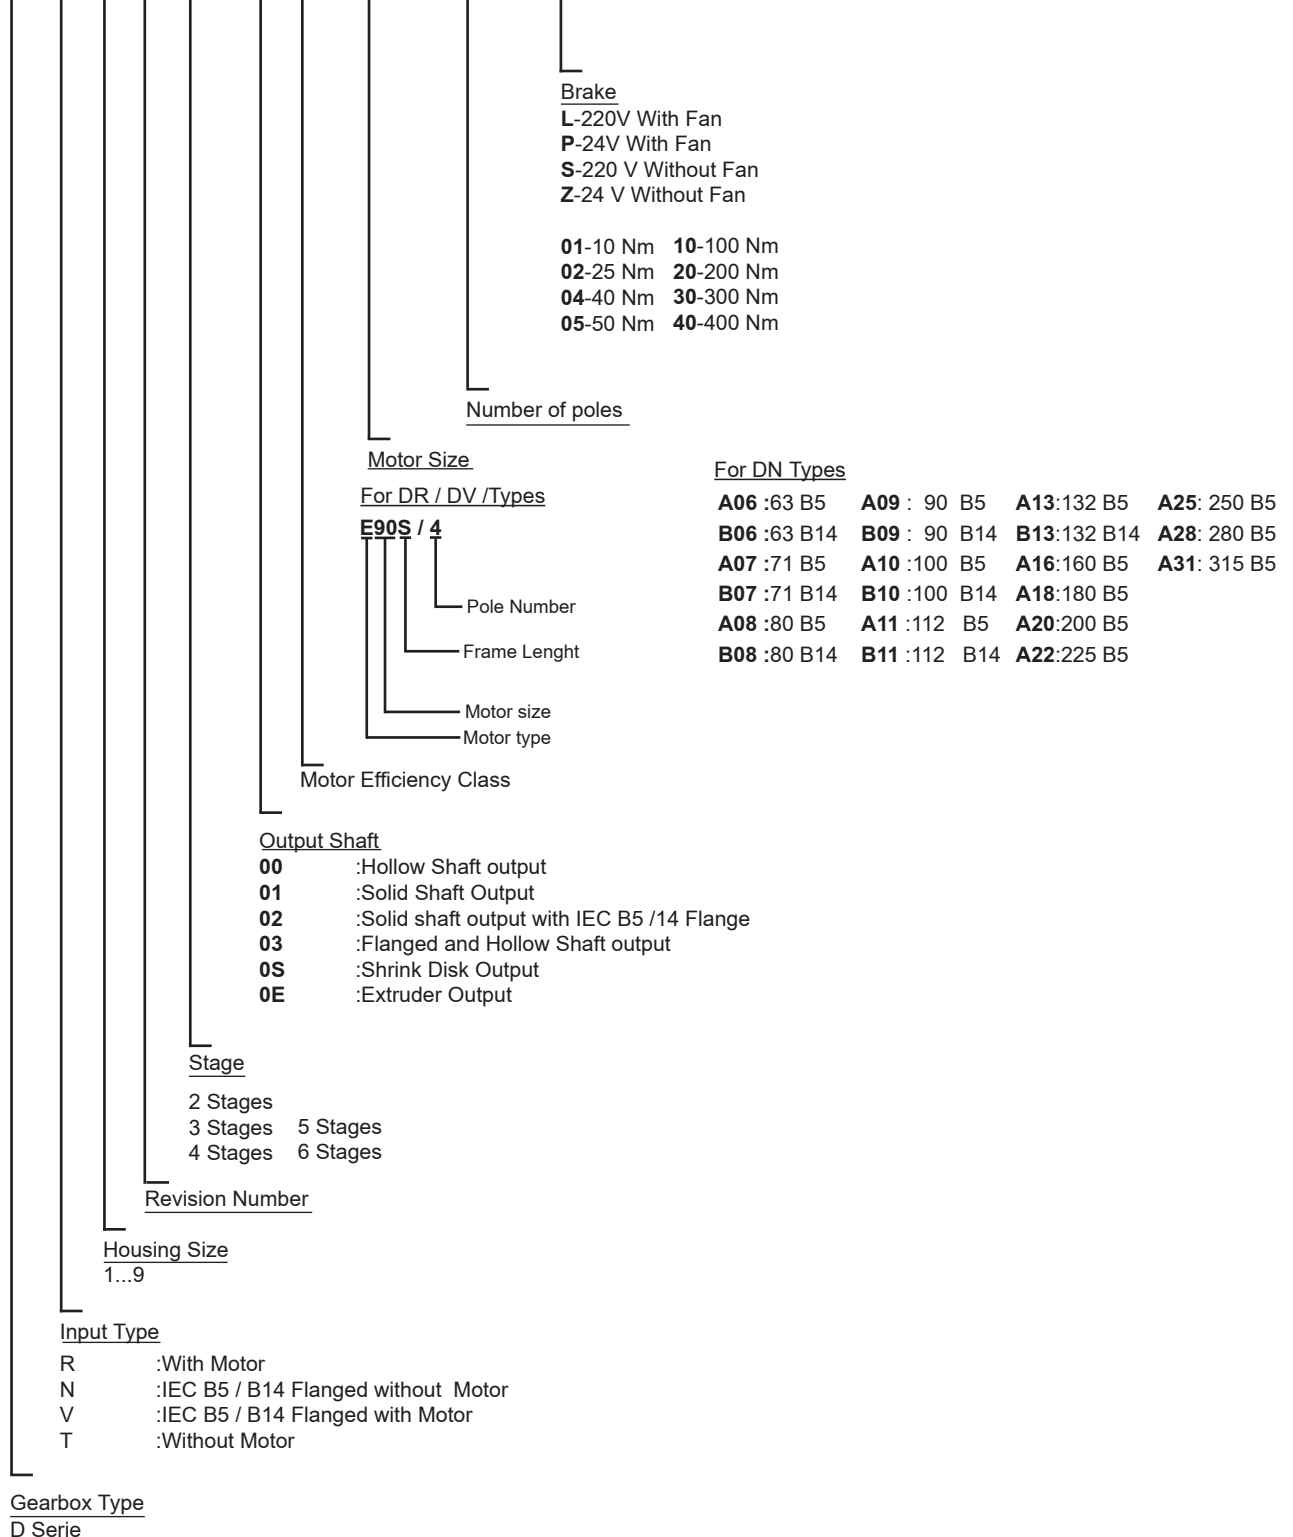 Brake
L-220V With Fan
P-24V With Fan
S-220 V Without Fan
Z-24 V Without Fan
01-10 Nm 10-100 Nm
02-25 Nm 20-200 Nm
04-40 Nm 30-300 Nm
05-50 Nm 40-400 Nm
Number of poles
Motor Size
For DR / DV /Types
E90S / 4
Pole Number
Frame Lenght
Motor size
Motor type
For DN Types
A06 :63 B5 A09 : 90 B5 A13:132 B5 A25: 250 B5
B06 :63 B14 B09 : 90 B14 B13:132 B14 A28: 280 B5
A07 :71 B5 A10 :100 B5 A16:160 B5 A31: 315 B5
B07 :71 B14 B10 :100 B14 A18:180 B5
A08 :80 B5 A11 :112 B5 A20:200 B5
B08 :80 B14 B11 :112 B14 A22:225 B5
Motor Efficiency Class
Output Shaft
00 :Hollow Shaft output
01 :Solid Shaft Output
02 :Solid shaft output with IEC B5 /14 Flange
03 :Flanged and Hollow Shaft output
0S :Shrink Disk Output
0E :Extruder Output
Stage
2 Stages
3 Stages 5 Stages
4 Stages 6 Stages
Revision Number
Housing Size
1...9
Input Type
R :With Motor
N :IEC B5 / B14 Flanged without Motor
V :IEC B5 / B14 Flanged with Motor
T :Without Motor
Gearbox Type
D Serie